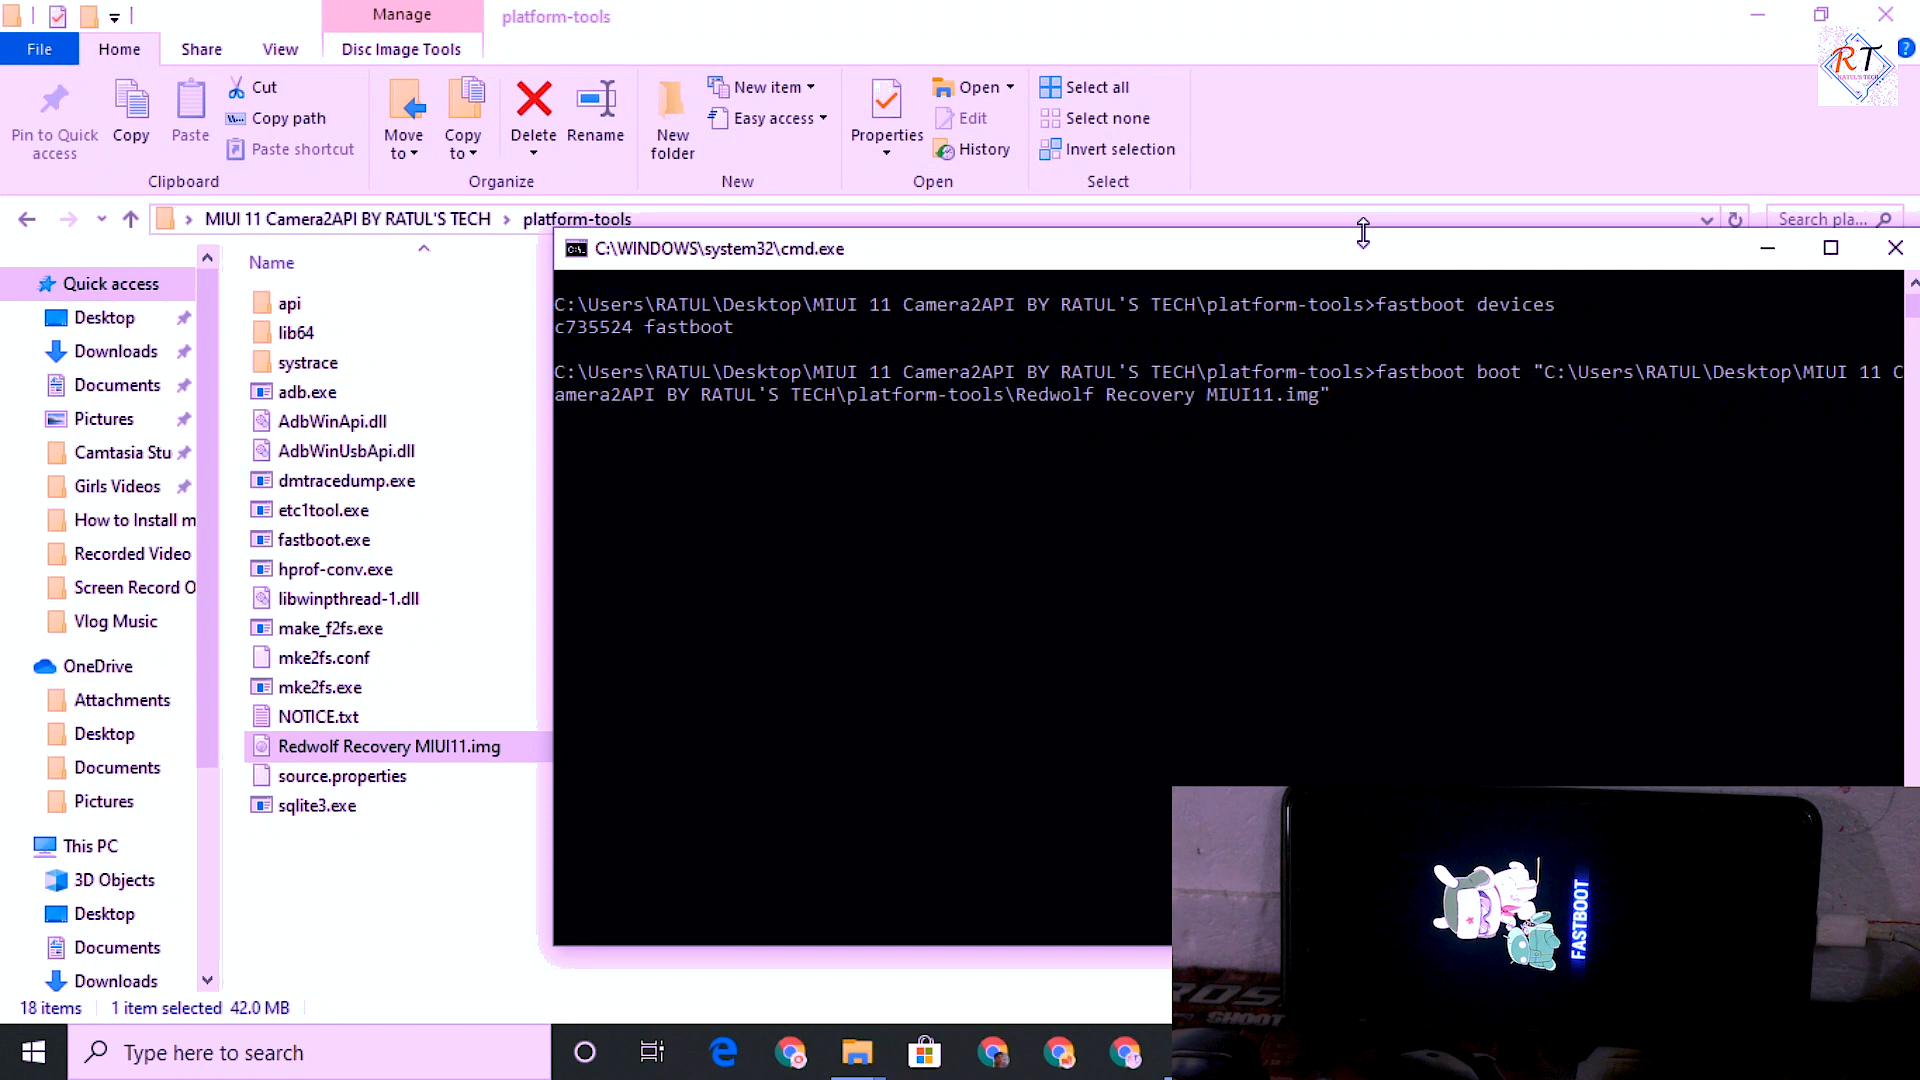 Manage
platform-tools
File
Home
Share
View
Disc Image Tools
RT
RATUL'S TECH
Pin to Quick access
Copy
Paste
Cut
Copy path
Paste shortcut
Clipboard
Move to
Copy to
Delete
Rename
Organize
New folder
New item
Easy access
New
Properties
Open
Edit
History
Open
Select all
Select none
Invert selection
Select
MIUI 11 Camera2API BY RATUL'S TECH > platform-tools
Search pla...
Name
Quick access
Desktop
Downloads
Documents
Pictures
Camtasia Stu
Girls Videos
How to Install m
Recorded Video
Screen Record O
Vlog Music
OneDrive
Attachments
Desktop
Documents
Pictures
This PC
3D Objects
Desktop
Documents
Downloads
api
lib64
systrace
adb.exe
AdbWinApi.dll
AdbWinUsbApi.dll
dmtracedump.exe
etc1tool.exe
fastboot.exe
hprof-conv.exe
libwinpthread-1.dll
make_f2fs.exe
mke2fs.conf
mke2fs.exe
NOTICE.txt
Redwolf Recovery MIUI11.img
source.properties
sqlite3.exe
C:\WINDOWS\system32\cmd.exe
C:\Users\RATUL\Desktop\MIUI 11 Camera2API BY RATUL'S TECH\platform-tools>fastboot devices
c735524 fastboot
C:\Users\RATUL\Desktop\MIUI 11 Camera2API BY RATUL'S TECH\platform-tools>fastboot boot "C:\Users\RATUL\Desktop\MIUI 11 C
amera2API BY RATUL'S TECH\platform-tools\Redwolf Recovery MIUI11.img"
FASTBOOT
SHOOT
18 items
1 item selected 42.0 MB
Type here to search